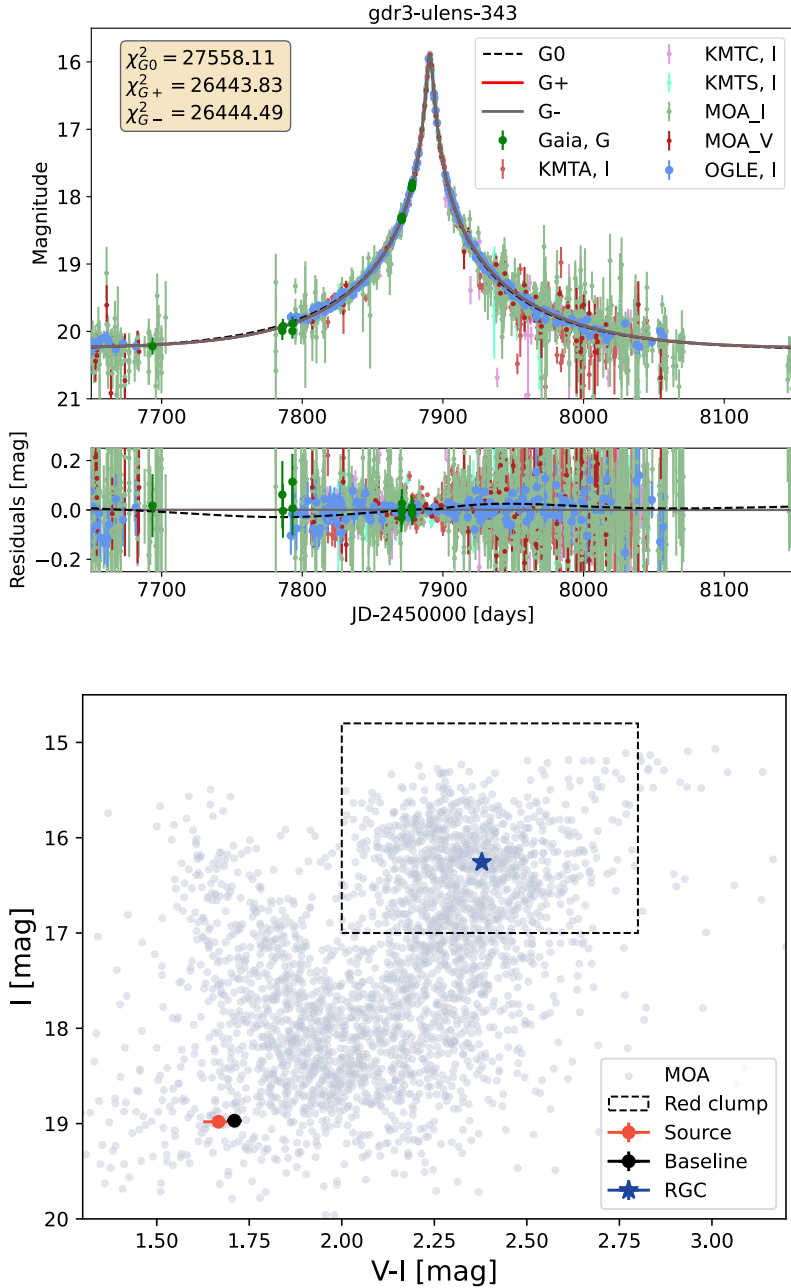 gdr3-ulens-343
χ²G0 = 27558.11
χ²G+ = 26443.83
χ²G− = 26444.49
G0
G+
G-
Gaia, G
KMTA, I
KMTC, I
KMTS, I
MOA_I
MOA_V
OGLE, I
Magnitude
16
17
18
19
20
21
7700 7800 7900 8000 8100
Residuals [mag]
0.2
0.0
−0.2
7700 7800 7900 8000 8100
JD-2450000 [days]
I [mag]
15
16
17
18
19
20
MOA
Red clump
Source
Baseline
RGC
1.50 1.75 2.00 2.25 2.50 2.75 3.00
V-I [mag]